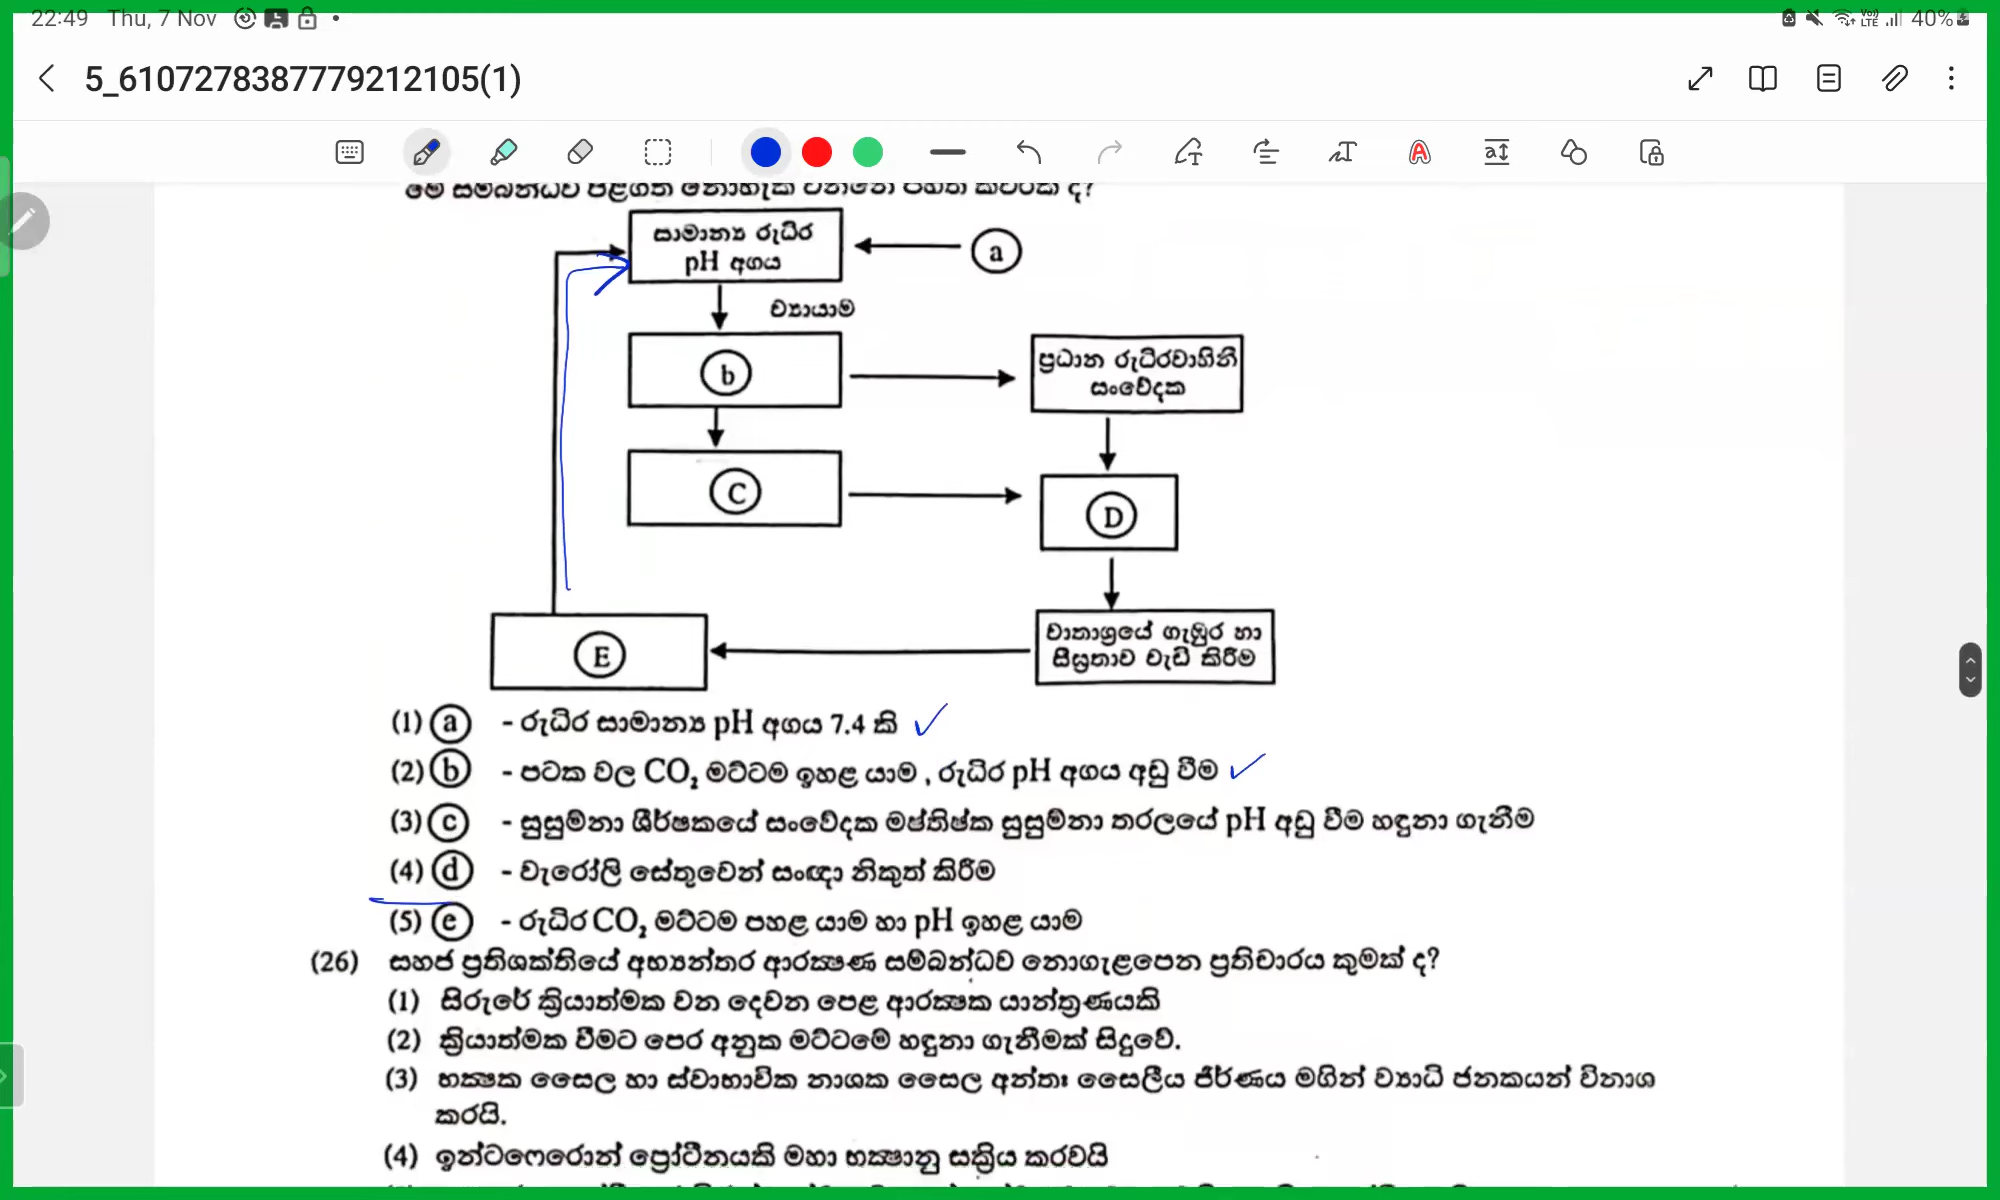 22:49 Thu, 7 Nov
40%
5_6107278387779212105(1)
සාමාන්‍ය රුධිර
pH අගය
a
ව්‍යායාම
b
ප්‍රධාන රුධිරවාහිනී
සංවේදක
C
D
E
වාතාශ්‍රයේ ගැඹුර හා
සීඝ්‍රතාව වැඩි කිරීම
(1) a - රුධිර සාමාන්‍ය pH අගය 7.4 කි
(2) b - පටක වල CO₂ මට්ටම ඉහළ යාම , රුධිර pH අගය අඩු වීම
(3) c - සුසුම්නා ශීර්ෂකයේ සංවේදක මෂ්තිෂ්ක සුසුම්නා තරලයේ pH අඩු වීම හඳුනා ගැනීම
(4) d - වැරෝලි සේතුවෙන් සංඥා නිකුත් කිරීම
(5) e - රුධිර CO₂ මට්ටම පහළ යාම හා pH ඉහළ යාම
(26) සහජ ප්‍රතිශක්තියේ අභ්‍යන්තර ආරක්‍ෂණ සම්බන්ධව නොගැළපෙන ප්‍රතිචාරය කුමක් ද?
(1) සිරුරේ ක්‍රියාත්මක වන දෙවන පෙළ ආරක්‍ෂක යාන්ත්‍රණයකි
(2) ක්‍රියාත්මක වීමට පෙර අනුක මට්ටමේ හඳුනා ගැනීමක් සිදුවේ.
(3) භක්‍ෂක සෛල හා ස්වාභාවික නාශක සෛල අන්තඃ සෛලීය ජීර්ණය මගින් ව්‍යාධි ජනකයන් විනාශ
කරයි.
(4) ඉන්ටෆෙරොන් ප්‍රෝටීනයකි මහා භක්‍ෂානු සක්‍රිය කරවයි